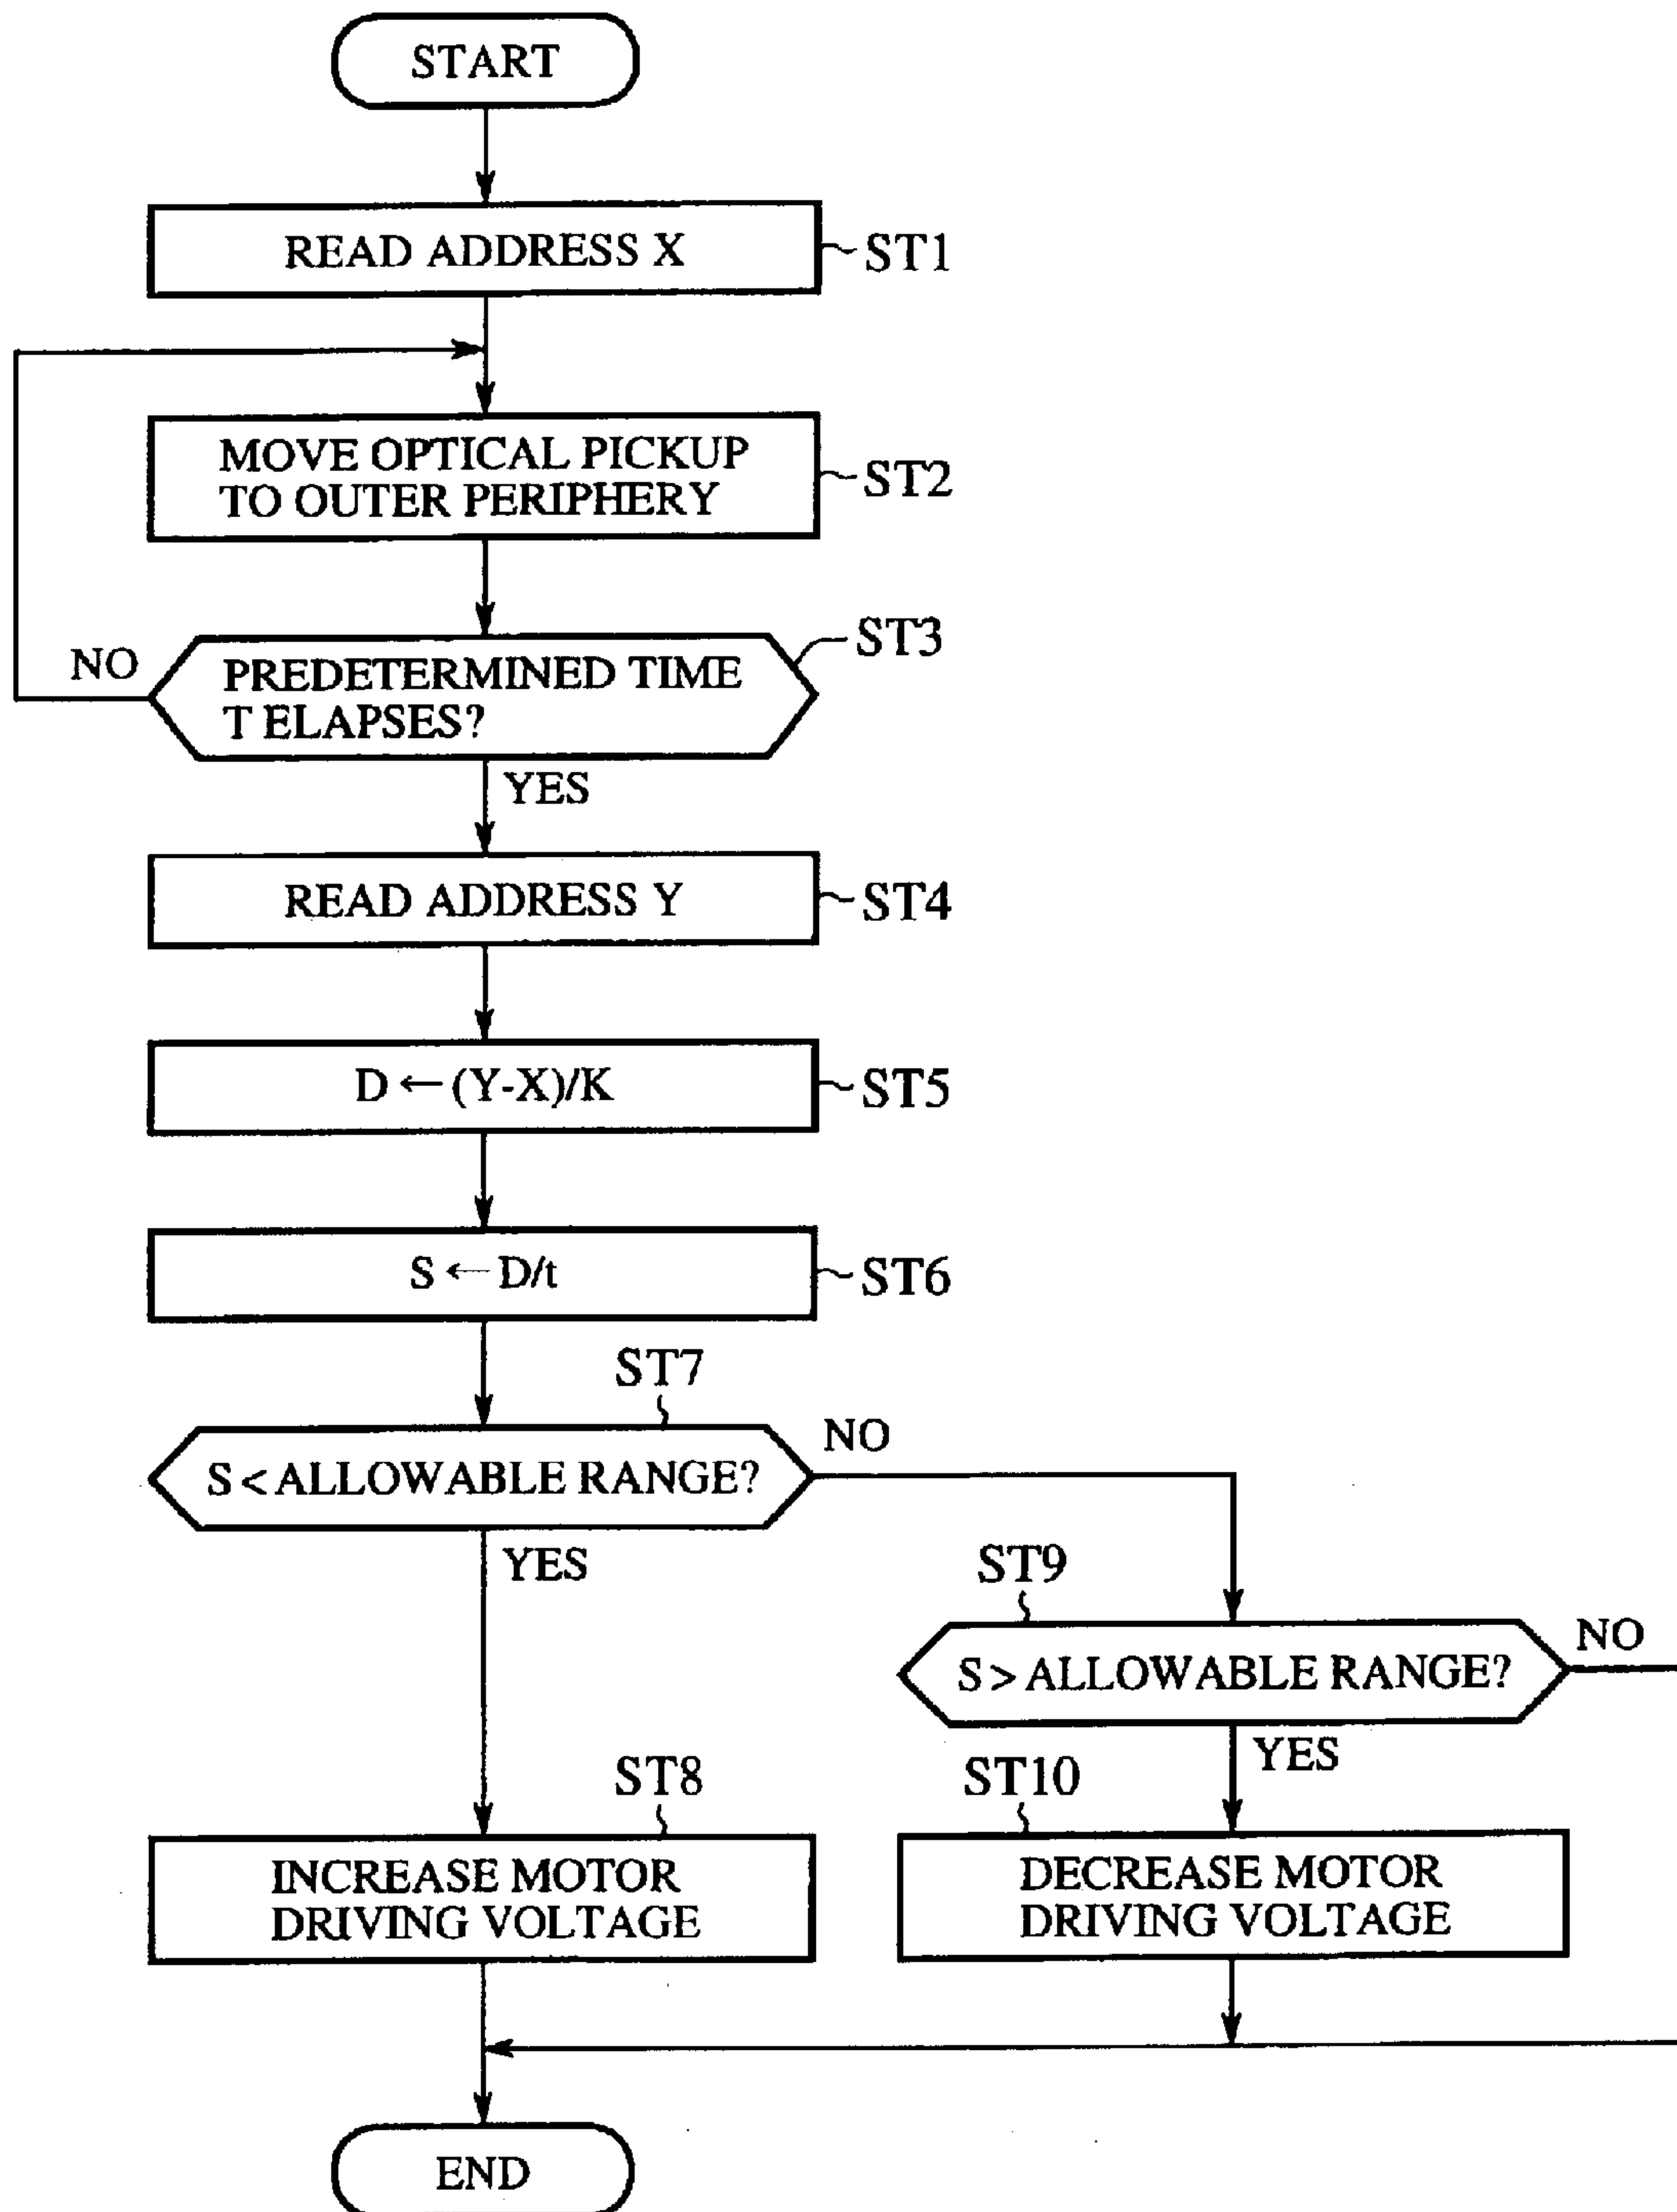 START
READ ADDRESS X
ST1
MOVE OPTICAL PICKUP
TO OUTER PERIPHERY
ST2
ST3
NO
PREDETERMINED TIME
T ELAPSES?
YES
READ ADDRESS Y
ST4
D ← (Y-X)/K
ST5
S ← D/t
ST6
ST7
NO
S < ALLOWABLE RANGE?
YES
ST9
NO
S > ALLOWABLE RANGE?
YES
ST8
ST10
INCREASE MOTOR
DRIVING VOLTAGE
DECREASE MOTOR
DRIVING VOLTAGE
END